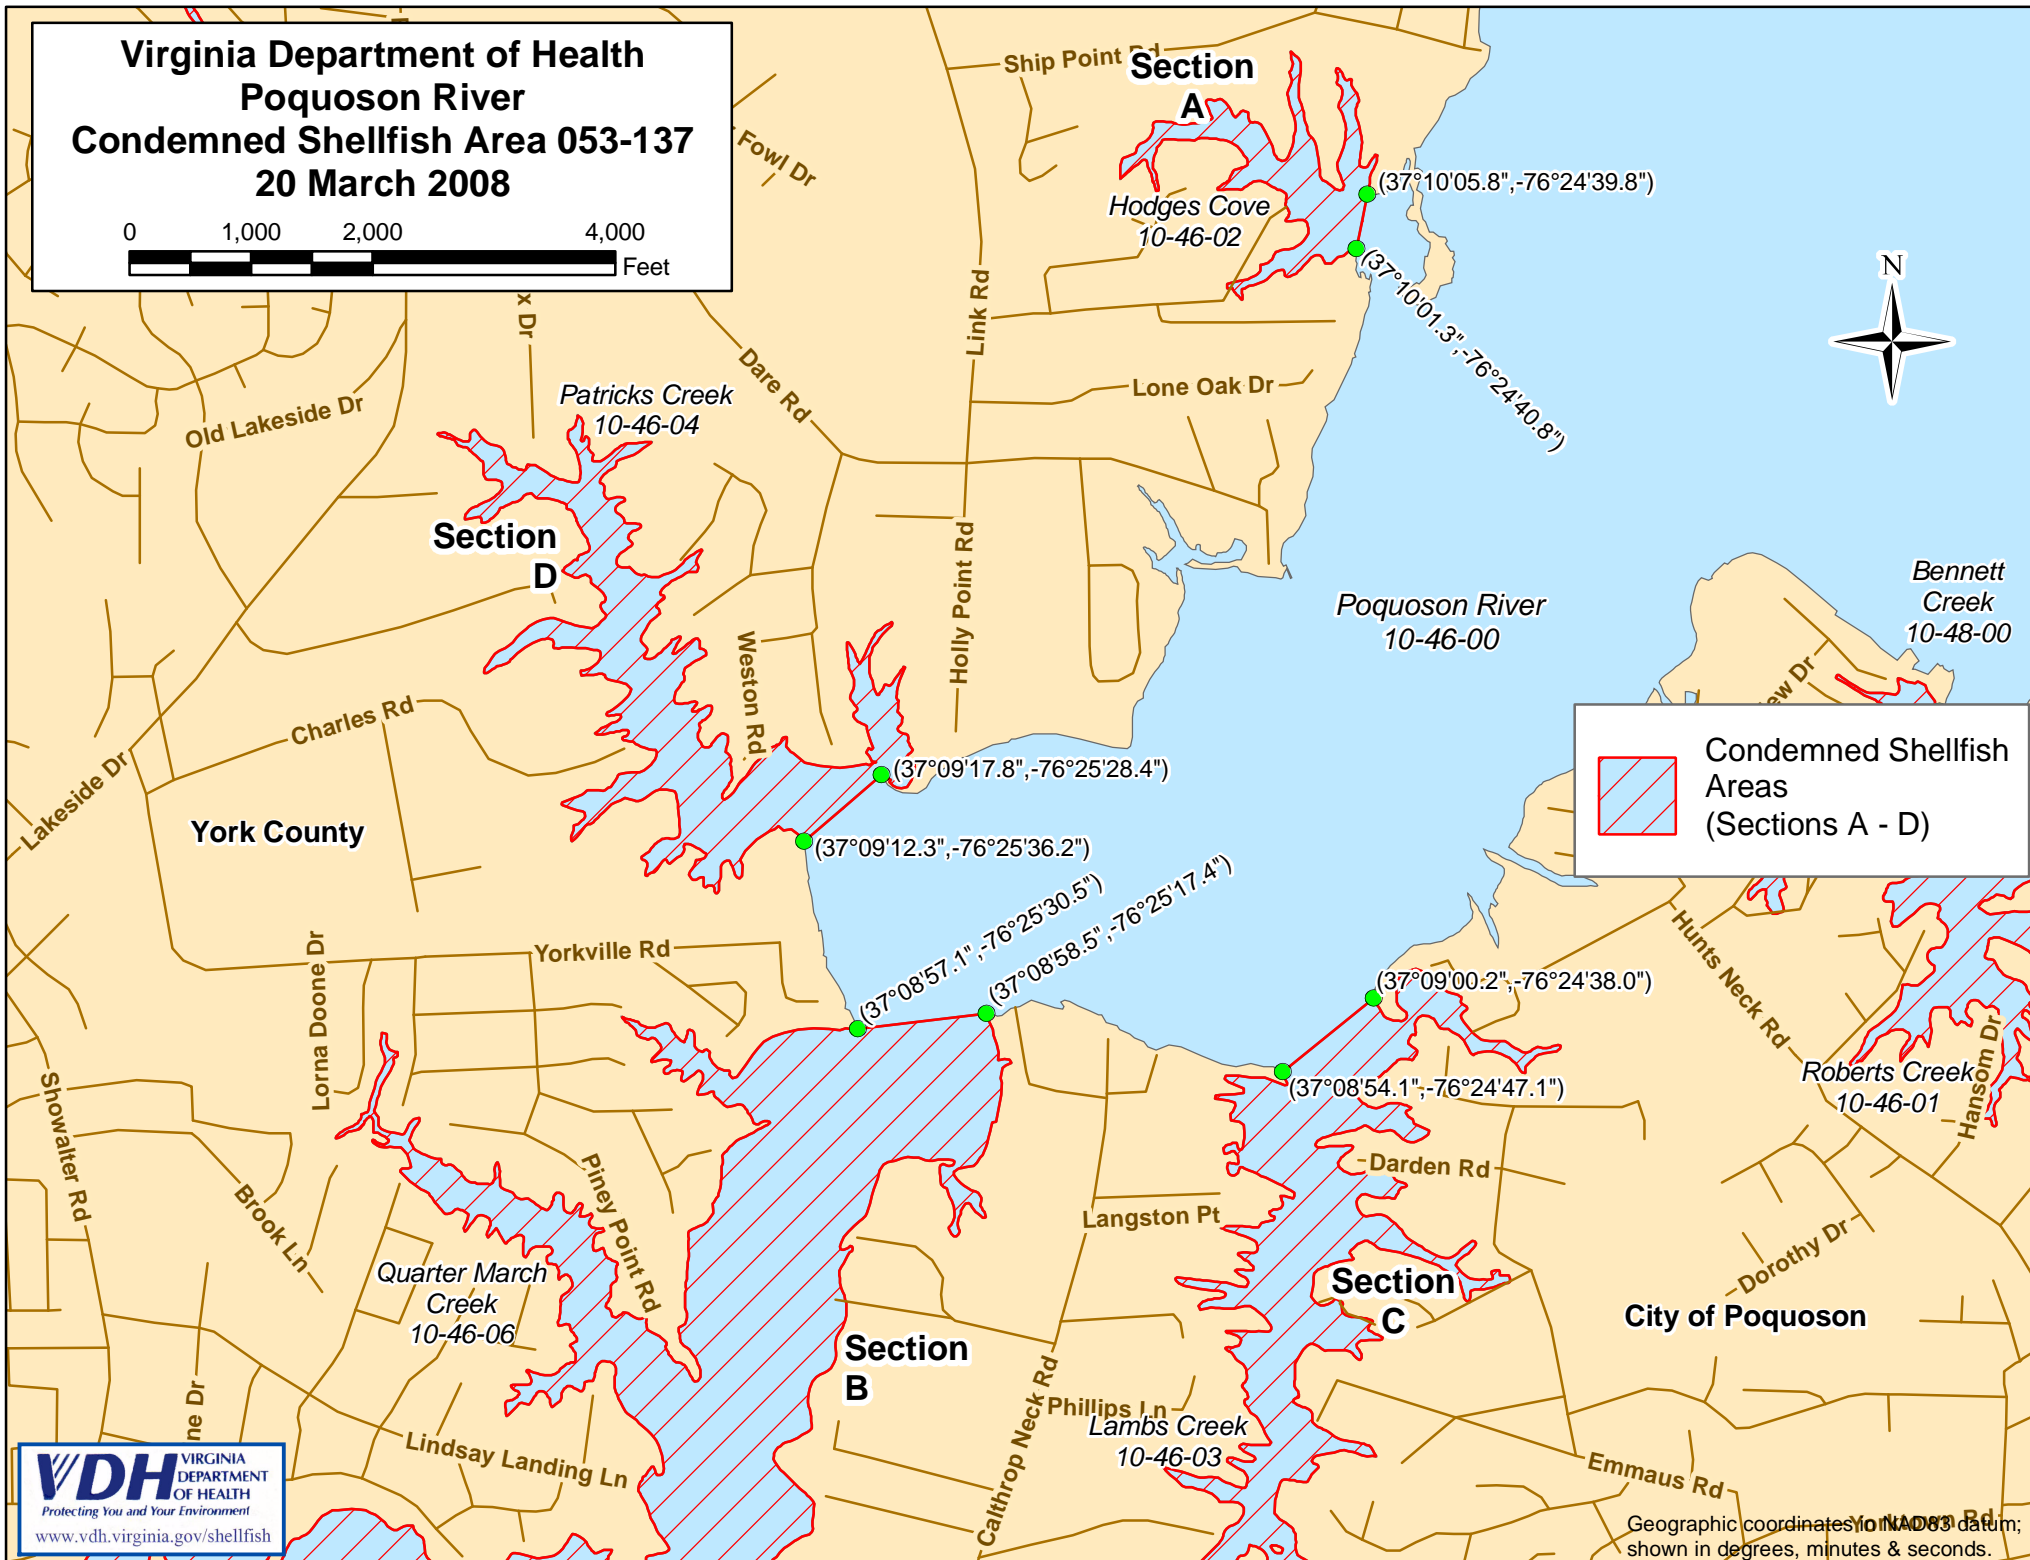 Virginia Department of Health
Poquoson River
Condemned Shellfish Area 053-137
20 March 2008
0 1,000 2,000 4,000
Feet
Ship Point Rd
Section
A
Fowl Dr
(37°10'05.8",-76°24'39.8")
Hodges Cove
10-46-02
(37°10'01.3",-76°24'40.8")
N
Link Rd
x Dr
Dare Rd
Lone Oak Dr
Patricks Creek
10-46-04
Old Lakeside Dr
Section
D
Holly Point Rd
Poquoson River
10-46-00
Bennett
Creek
10-48-00
Weston Rd
iew Dr
Charles Rd
Lakeside Dr
(37°09'17.8",-76°25'28.4")
Condemned Shellfish
Areas
(Sections A - D)
York County
(37°09'12.3",-76°25'36.2")
(37°08'57.1",-76°25'30.5")
(37°08'58.5",-76°25'17.4")
Yorkville Rd
Lorna Doone Dr
Hunts Neck Rd
(37°09'00.2",-76°24'38.0")
(37°08'54.1",-76°24'47.1")
Roberts Creek
10-46-01
Hansom Dr
Showalter Rd
Brook Ln
Piney Point Rd
Darden Rd
Langston Pt
Dorothy Dr
Quarter March
Creek
10-46-06
Section
C
City of Poquoson
Section
B
Calthrop Neck Rd
Phillips Ln
Lambs Creek
10-46-03
ne Dr
Lindsay Landing Ln
Emmaus Rd
Yorktown Rd
VDH VIRGINIA
DEPARTMENT
OF HEALTH
Protecting You and Your Environment
www.vdh.virginia.gov/shellfish
Geographic coordinates in NAD83 datum;
shown in degrees, minutes & seconds.